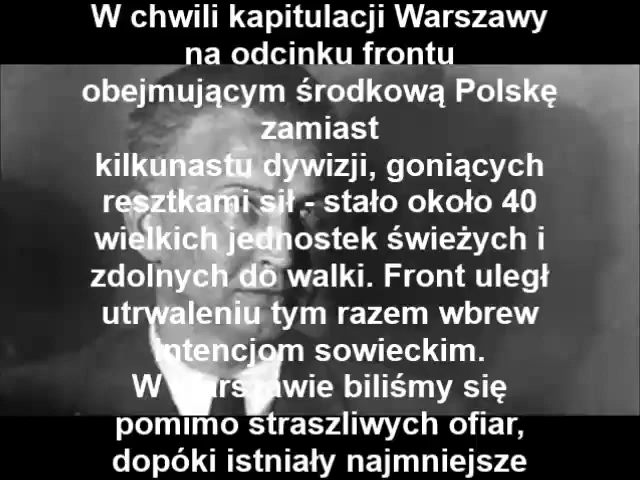 W chwili kapitulacji Warszawy
na odcinku frontu
obejmującym środkową Polskę
zamiast
kilkunastu dywizji, goniących
resztkami sił - stało około 40
wielkich jednostek świeżych i
zdolnych do walki. Front uległ
utrwaleniu tym razem wbrew
intencjom sowieckim.
W Warszawie biliśmy się
pomimo straszliwych ofiar,
dopóki istniały najmniejsze